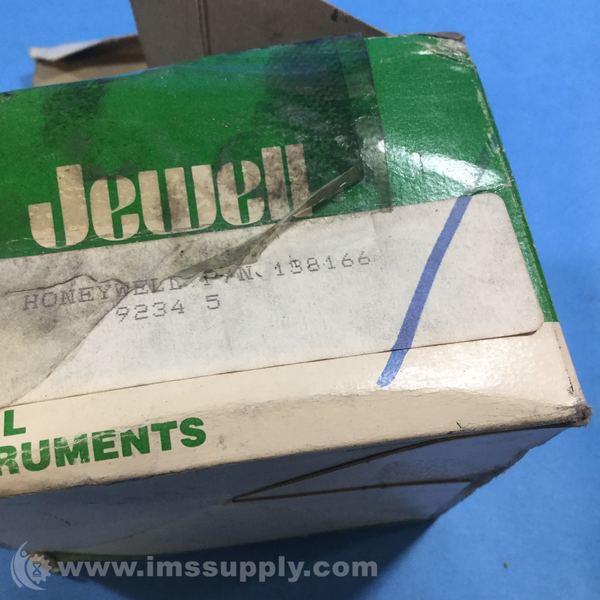 Jewell
HONEYWELL P/N 138166
9234 5
L
RUMENTS
www.imssupply.com